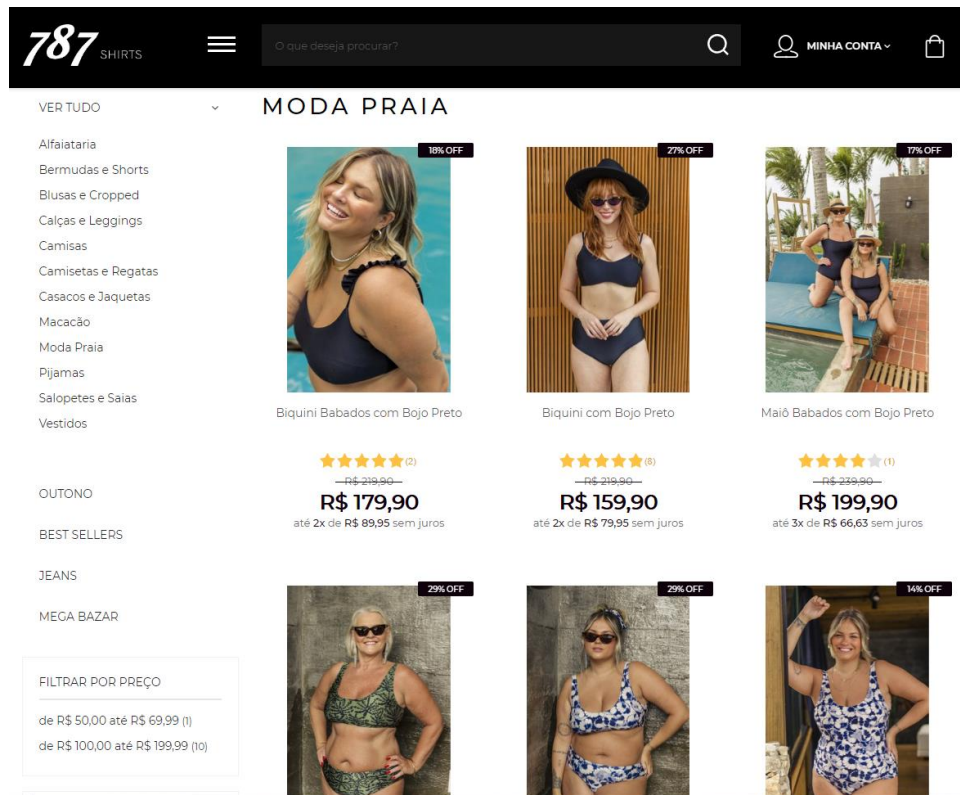 787 SHIRTS
O que deseja procurar?
MINHA CONTA
VER TUDO
Alfaiataria
Bermudas e Shorts
Blusas e Cropped
Calças e Leggings
Camisas
Camisetas e Regatas
Casacos e Jaquetas
Macacão
Moda Praia
Pijamas
Salopetes e Saias
Vestidos
OUTONO
BEST SELLERS
JEANS
MEGA BAZAR
FILTRAR POR PREÇO
de R$ 50,00 até R$ 69,99 (1)
de R$ 100,00 até R$ 199,99 (10)
MODA PRAIA
18% OFF
Biquini Babados com Bojo Preto
(2)
R$ 219,90
R$ 179,90
até 2x de R$ 89,95 sem juros
27% OFF
Biquini com Bojo Preto
(8)
R$ 219,90
R$ 159,90
até 2x de R$ 79,95 sem juros
17% OFF
Maiô Babados com Bojo Preto
(1)
R$ 239,90
R$ 199,90
até 3x de R$ 66,63 sem juros
29% OFF
29% OFF
14% OFF